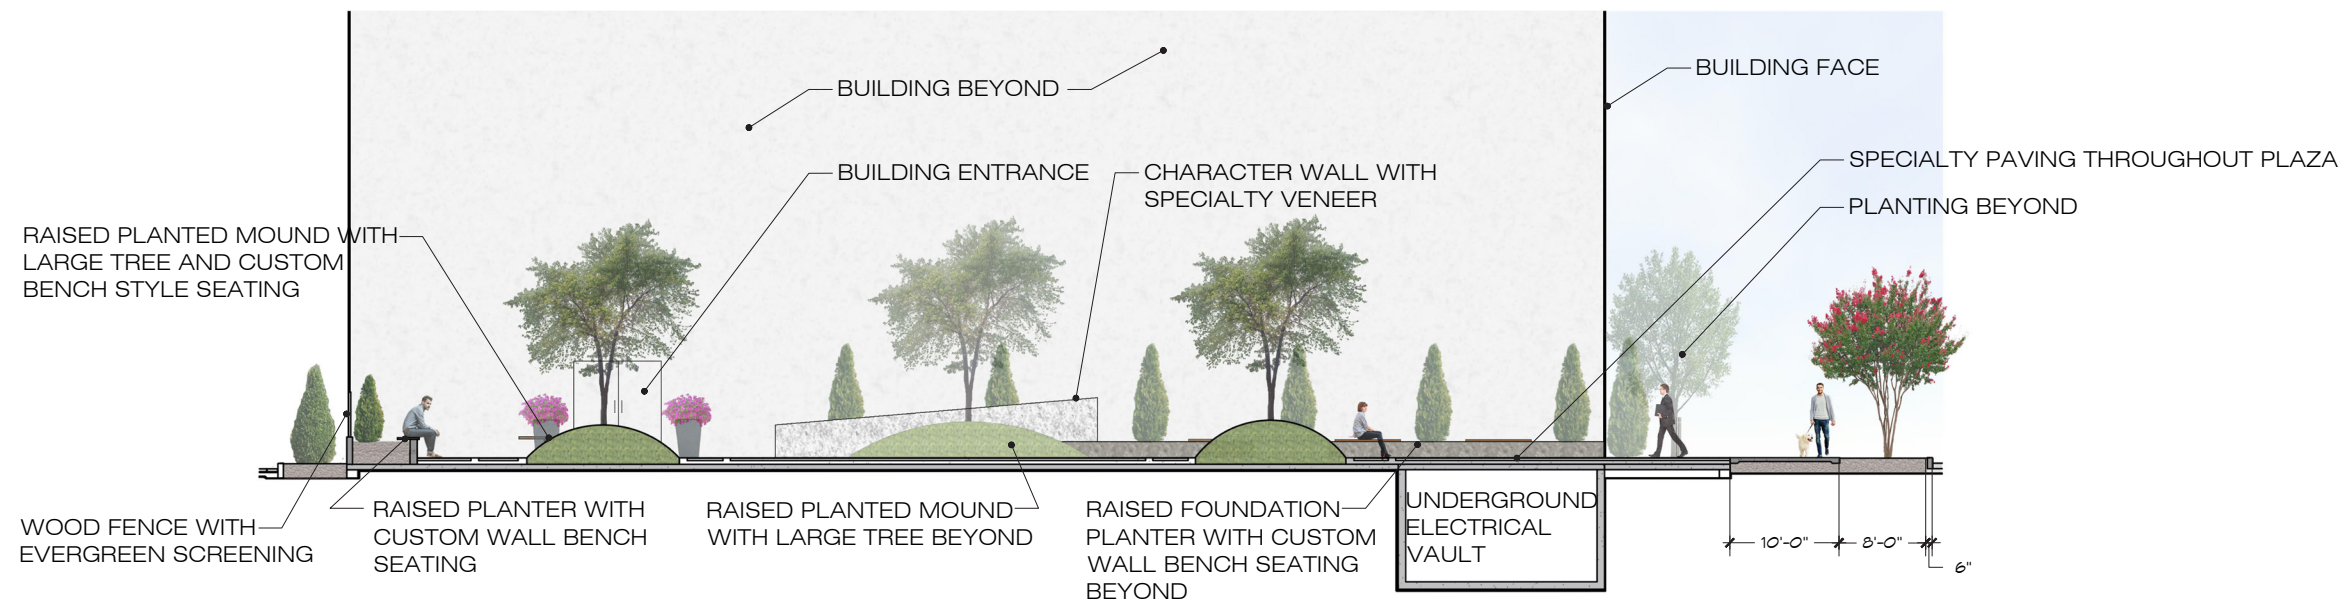 BUILDING BEYOND
BUILDING FACE
BUILDING ENTRANCE
CHARACTER WALL WITH
SPECIALTY VENEER
SPECIALTY PAVING THROUGHOUT PLAZA
PLANTING BEYOND
RAISED PLANTED MOUND WITH
LARGE TREE AND CUSTOM
BENCH STYLE SEATING
WOOD FENCE WITH
EVERGREEN SCREENING
RAISED PLANTER WITH
CUSTOM WALL BENCH
SEATING
RAISED PLANTED MOUND
WITH LARGE TREE BEYOND
RAISED FOUNDATION
PLANTER WITH CUSTOM
WALL BENCH SEATING
BEYOND
UNDERGROUND
ELECTRICAL
VAULT
10'-0"
8'-0"
6"